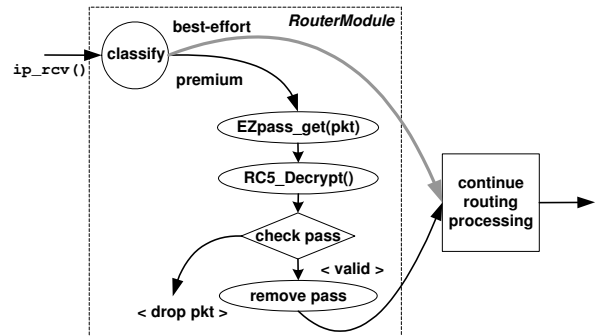 RouterModule
best-effort
classify
ip_rcv()
premium
EZpass_get(pkt)
RC5_Decrypt()
continue
routing
processing
check pass
< valid >
remove pass
< drop pkt >